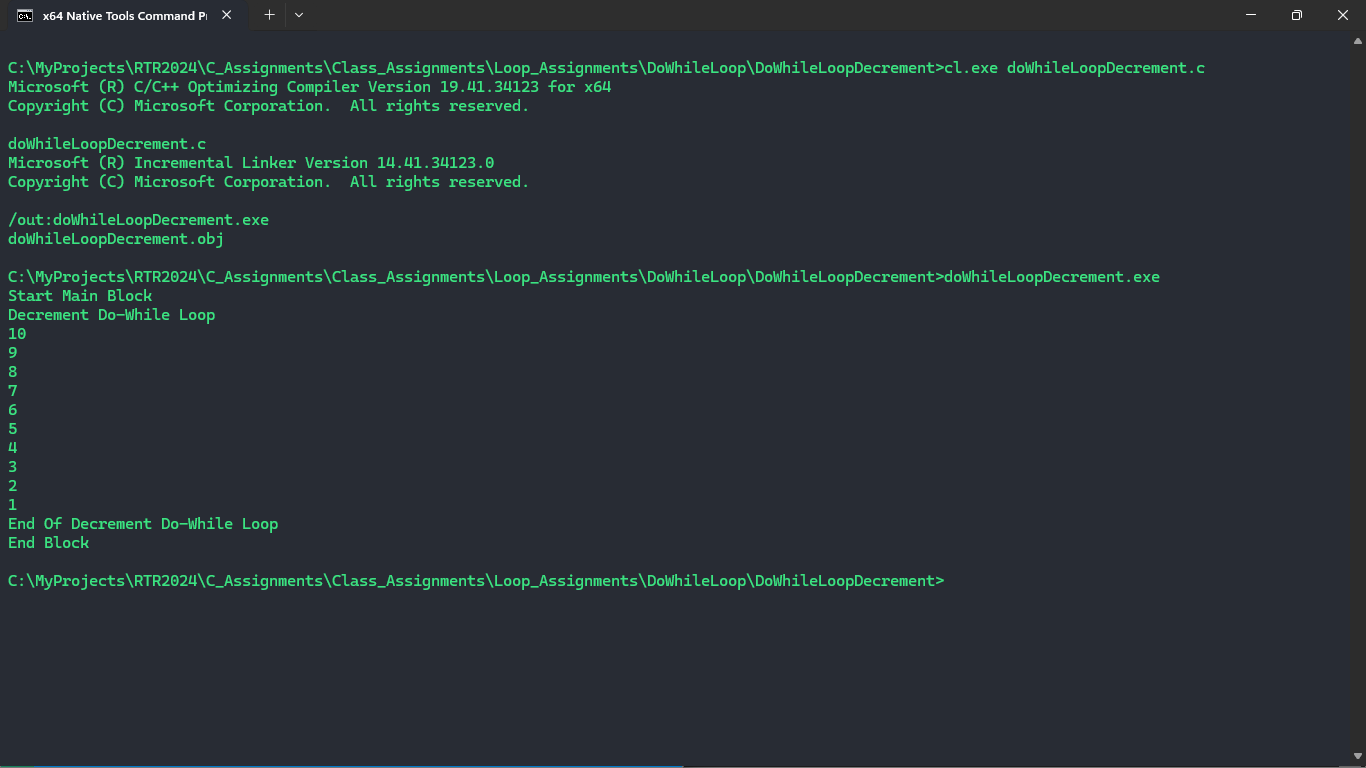 x64 Native Tools Command P
C:\MyProjects\RTR2024\C_Assignments\Class_Assignments\Loop_Assignments\DoWhileLoop\DoWhileLoopDecrement>cl.exe doWhileLoopDecrement.c
Microsoft (R) C/C++ Optimizing Compiler Version 19.41.34123 for x64
Copyright (C) Microsoft Corporation.  All rights reserved.
doWhileLoopDecrement.c
Microsoft (R) Incremental Linker Version 14.41.34123.0
Copyright (C) Microsoft Corporation.  All rights reserved.
/out:doWhileLoopDecrement.exe
doWhileLoopDecrement.obj
C:\MyProjects\RTR2024\C_Assignments\Class_Assignments\Loop_Assignments\DoWhileLoop\DoWhileLoopDecrement>doWhileLoopDecrement.exe
Start Main Block
Decrement Do-While Loop
10
9
8
7
6
5
4
3
2
1
End Of Decrement Do-While Loop
End Block
C:\MyProjects\RTR2024\C_Assignments\Class_Assignments\Loop_Assignments\DoWhileLoop\DoWhileLoopDecrement>